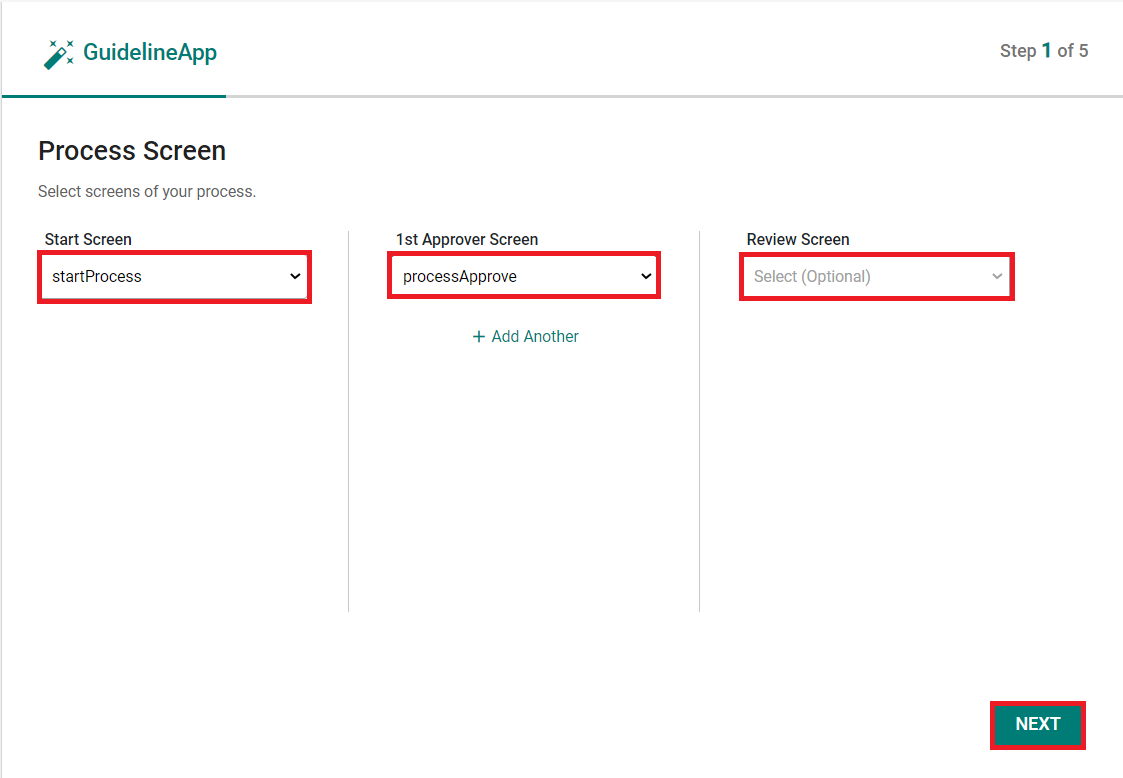 GuidelineApp
Step 1 of 5
Process Screen
Select screens of your process.
Start Screen
startProcess
1st Approver Screen
processApprove
+ Add Another
Review Screen
Select (Optional)
NEXT